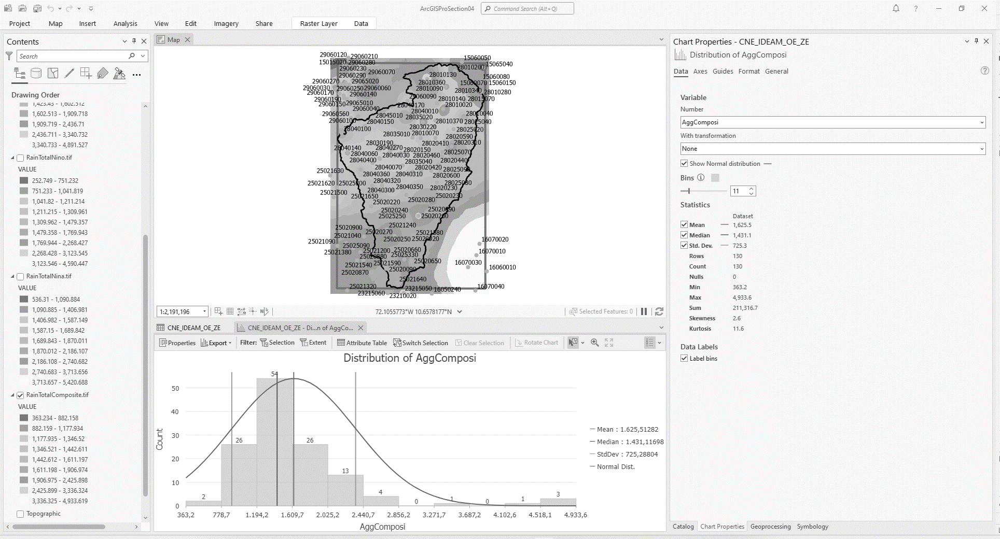 ArcGISProSection04
Command Search (Alt+Q)
Project Map Insert Analysis View Edit Imagery Share Raster Layer Data
Contents
Search
Drawing Order
1,423.43 - 1,602.512
1,602.513 - 1,909.718
1,909.719 - 2,436.71
2,436.711 - 3,340.732
3,340.733 - 4,891.527
RainTotalNino.tif
VALUE
252.749 - 751.232
751.233 - 1,041.819
1,041.82 - 1,211.214
1,211.215 - 1,309.961
1,309.962 - 1,479.357
1,479.358 - 1,769.943
1,769.944 - 2,268.427
2,268.428 - 3,123.545
3,123.546 - 4,590.447
RainTotalNina.tif
VALUE
536.31 - 1,090.884
1,090.885 - 1,406.981
1,406.982 - 1,587.149
1,587.15 - 1,689.842
1,689.843 - 1,870.011
1,870.012 - 2,186.107
2,186.108 - 2,740.682
2,740.683 - 3,713.656
3,713.657 - 5,420.688
RainTotalComposite.tif
VALUE
363.234 - 882.158
882.159 - 1,177.934
1,177.935 - 1,346.52
1,346.521 - 1,442.611
1,442.612 - 1,611.197
1,611.198 - 1,906.974
1,906.975 - 2,425.898
2,425.899 - 3,336.324
3,336.325 - 4,933.619
Topographic
Map
29060120 29060210 15060050
15015020 29060280 15065040
29060230 28010200
29060070
29060290 28010130 15060080
29060270 29065020 28010360 15060070 15060150
29060030 29060250 29060060 28010090
29060170 29060140 28010340 28010280
29060190 29060090 28010140 28015070
29060150 29065010 28040170 28010020
29060040 28040010
29060560 28045010 28035020 28010040
29060100 28040150 28010370 28025040
28040100 28030220 28025020
28035010 28010070 28020590
28030190 28020410 28020310
28040140 28040270 28020150
28040060 28040030 28020460 28025070
28040400 28035040 28020440
25021630 28040070 28020420 28025090
28040360 28040310 28020600
25021620 25025300 28040320 28025080
28040350 28020230
25021500 28040300
25021650 25020280 25020230
25020220
25020240 25020690
25025250 25020260
25020900 25021240
25021040 25020270 25021580
25021090 25020250 25020920 16070020
25025090
25021380 25021200 25020660 16070010
25020880 25025330
25021540 25021590 25020650 16070030
25020870 25020090 16060010
25021640
25021320 23215050 16050240 16070040
23215060 23210020
1:2,191,196 72.1055773°W 10.6578177°N Selected Features: 0
CNE_IDEAM_OE_ZE CNE_IDEAM_OE_ZE - Di...n of AggCo...
Properties Export Filter: Selection Extent Attribute Table Switch Selection Clear Selection Rotate Chart
Distribution of AggComposi
Count
50
40
30
20
10
0
2 26 54 26 13 4 0 1 0 1 3
363,2 778,7 1.194,2 1.609,7 2.025,2 2.440,7 2.856,2 3.271,7 3.687,2 4.102,6 4.518,1 4.933,6
AggComposi
Mean : 1.625,51282
Median : 1.431,11698
StdDev : 725,28804
Normal Dist.
Chart Properties - CNE_IDEAM_OE_ZE
Distribution of AggComposi
Data Axes Guides Format General
Variable
Number
AggComposi
With transformation
None
Show Normal distribution
Bins
11
Statistics
Dataset
Mean 1,625.5
Median 1,431.1
Std. Dev. 725.3
Rows 130
Count 130
Nulls 0
Min 363.2
Max 4,933.6
Sum 211,316.7
Skewness 2.6
Kurtosis 11.6
Data Labels
Label bins
Catalog Chart Properties Geoprocessing Symbology